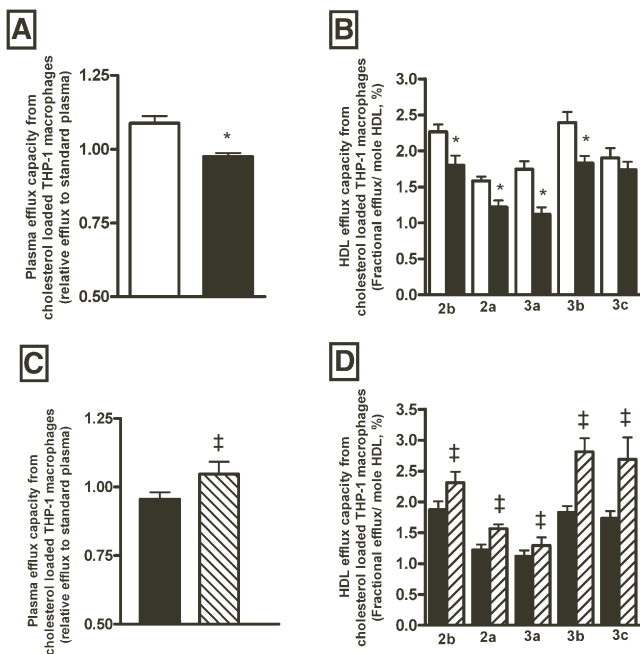 A
Plasma efflux capacity from
cholesterol loaded THP-1 macrophages
(relative efflux to standard plasma)
1.25
1.00
0.75
0.50
*
B
HDL efflux capacity from
cholesterol loaded THP-1 macrophages
(Fractional efflux/ mole HDL, %)
3.0
2.5
2.0
1.5
1.0
0.5
0.0
*
*
*
*
2b 2a 3a 3b 3c
C
Plasma efflux capacity from
cholesterol loaded THP-1 macrophages
(relative efflux to standard plasma)
1.25
1.00
0.75
0.50
‡
D
HDL efflux capacity from
cholesterol loaded THP-1 macrophages
(Fractional efflux/ mole HDL, %)
3.5
3.0
2.5
2.0
1.5
1.0
0.5
0.0
‡
‡
‡
‡
‡
2b 2a 3a 3b 3c